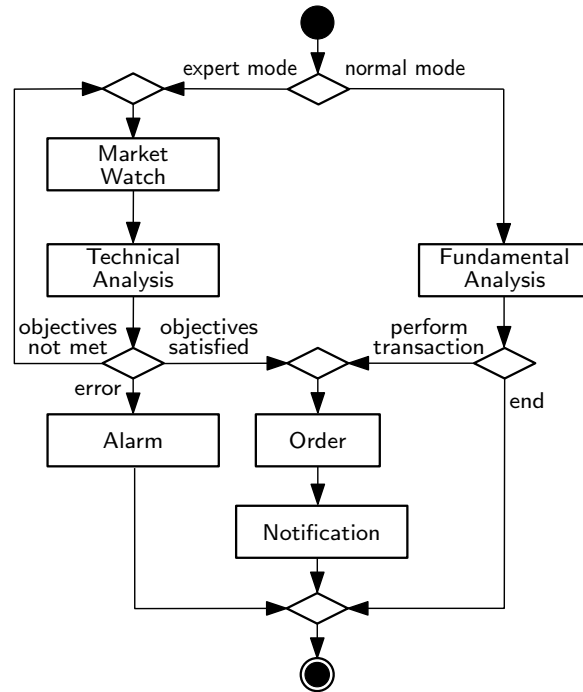 expert mode
normal mode
Market
Watch
Technical
Analysis
Fundamental
Analysis
objectives
not met
objectives
satisfied
perform
transaction
error
end
Alarm
Order
Notification